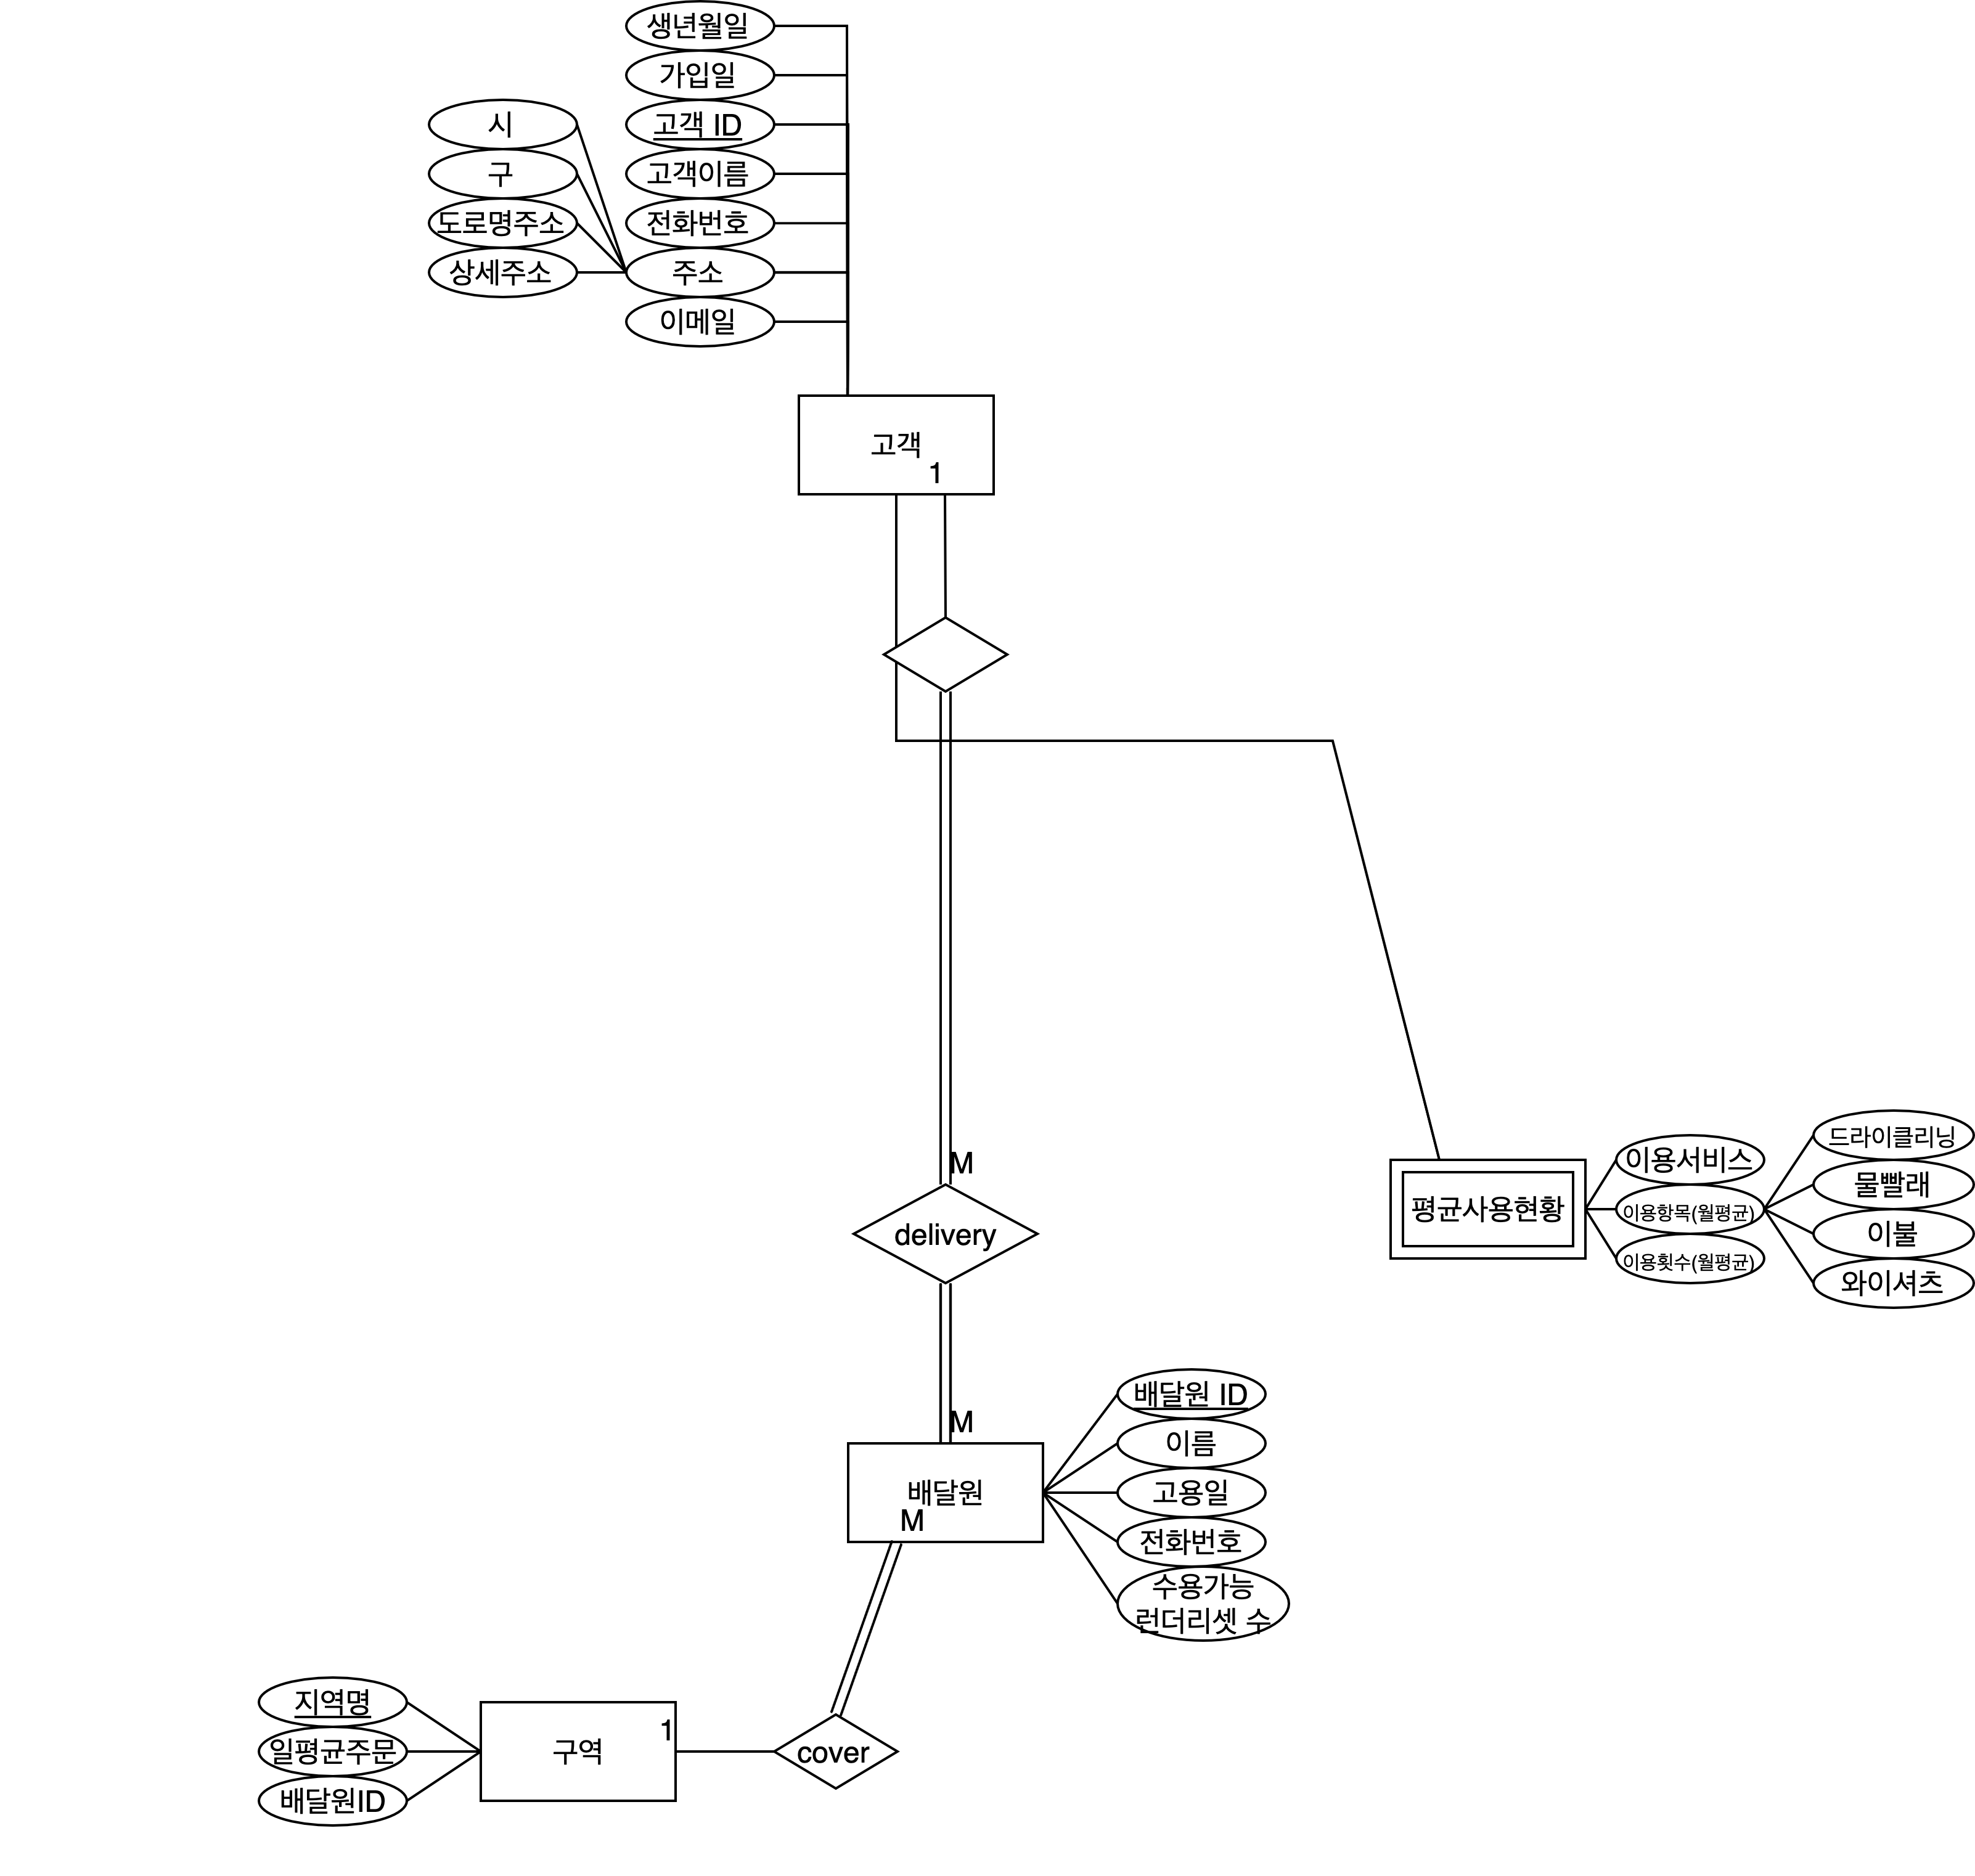 생년월일
가입일
고객 ID
고객이름
전화번호
주소
이메일
시
구
도로명주소
상세주소
고객
1
M
delivery
M
평균사용현황
이용서비스
이용항목(월평균)
이용횟수(월평균)
드라이클리닝
물빨래
이불
와이셔츠
배달원
M
배달원 ID
이름
고용일
전화번호
수용가능
런더리셋 수
지역명
일평균주문
배달원ID
구역
1
cover